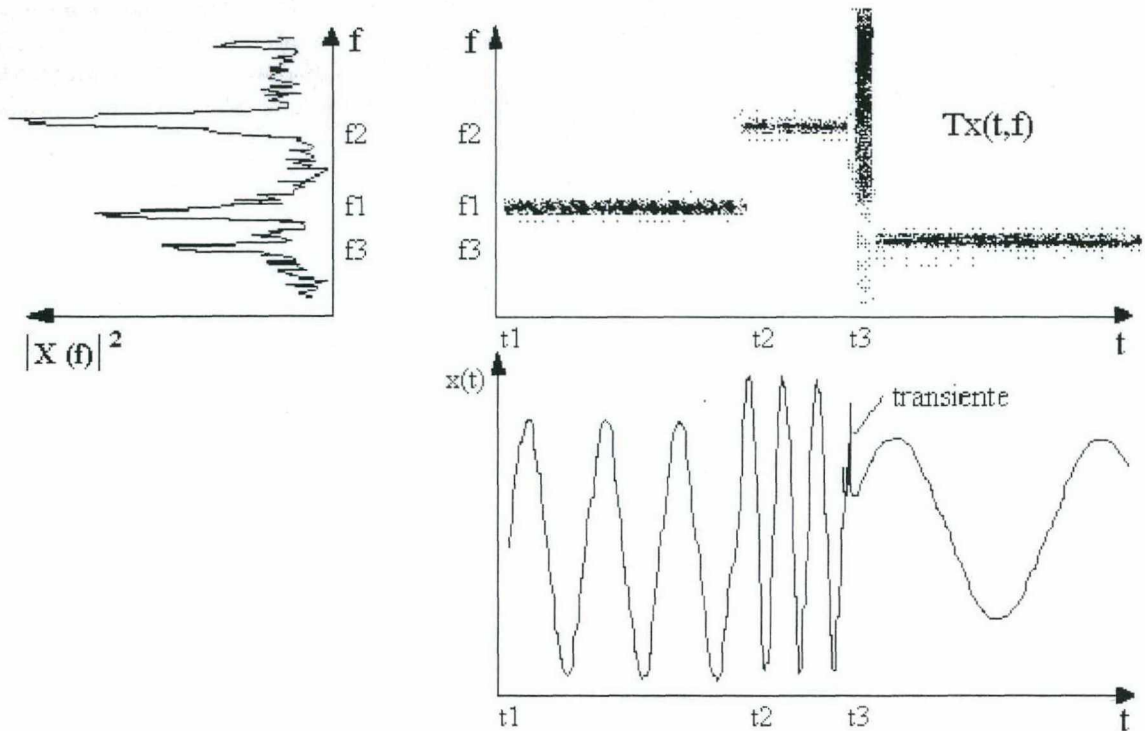 f
f2
f1
f3
|X (f)|²
f
f2
f1
f3
Tx(t,f)
t1
t2
t3
t
x(t)
transiente
t1
t2
t3
t